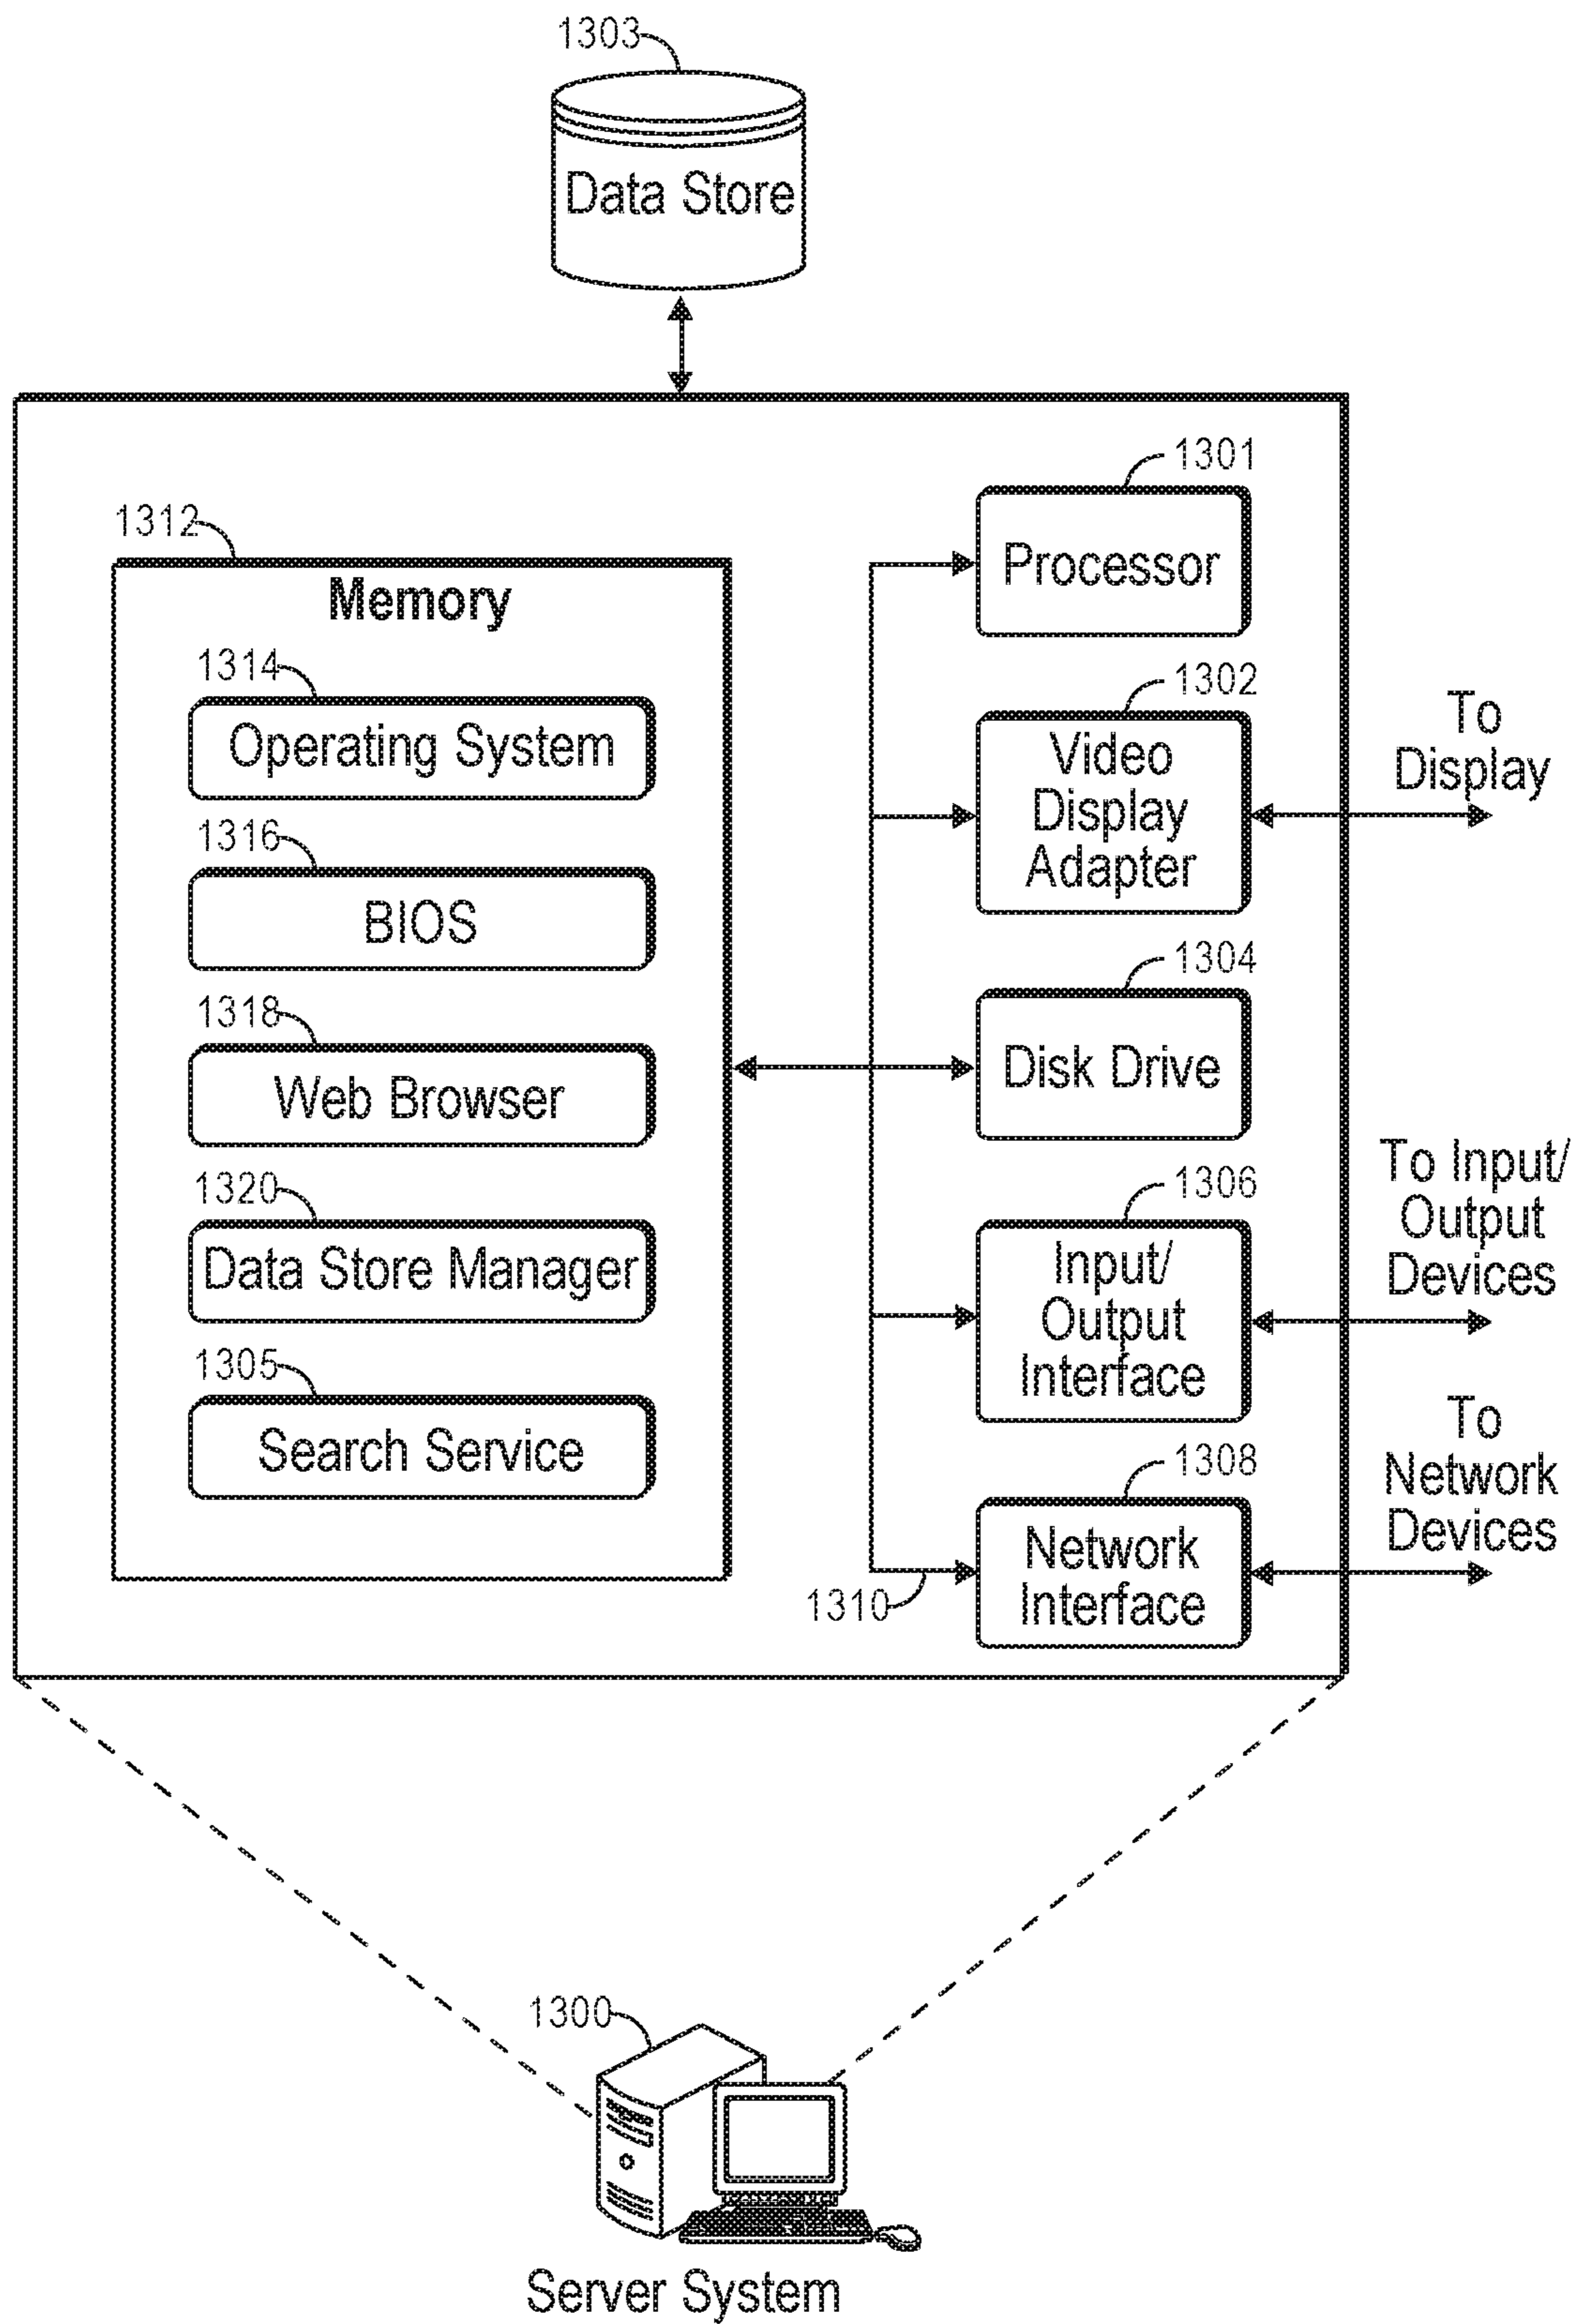 1303
Data Store
1301
Processor
1312
Memory
1314
Operating System
1316
BIOS
1318
Web Browser
1320
Data Store Manager
1305
Search Service
1302
Video
Display
Adapter
To
Display
1304
Disk Drive
1306
Input/
Output
Interface
To Input/
Output
Devices
1308
Network
Interface
To
Network
Devices
1310
1300
Server System